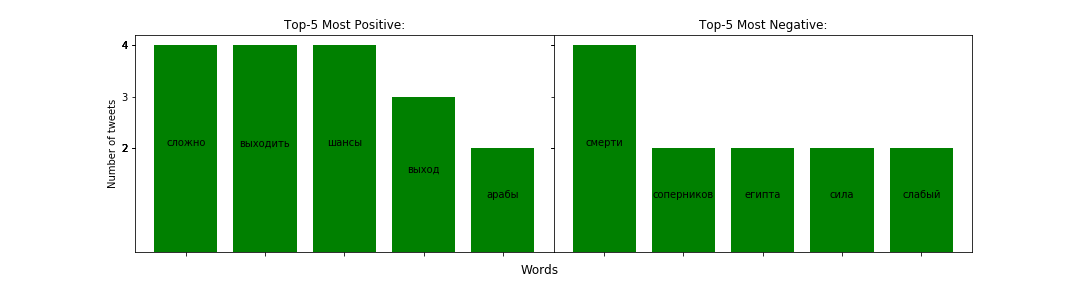 Top-5 Most Positive:
Top-5 Most Negative:
Number of tweets
4
3
2
сложно
выходить
шансы
выход
арабы
смерти
соперников
египта
сила
слабый
Words